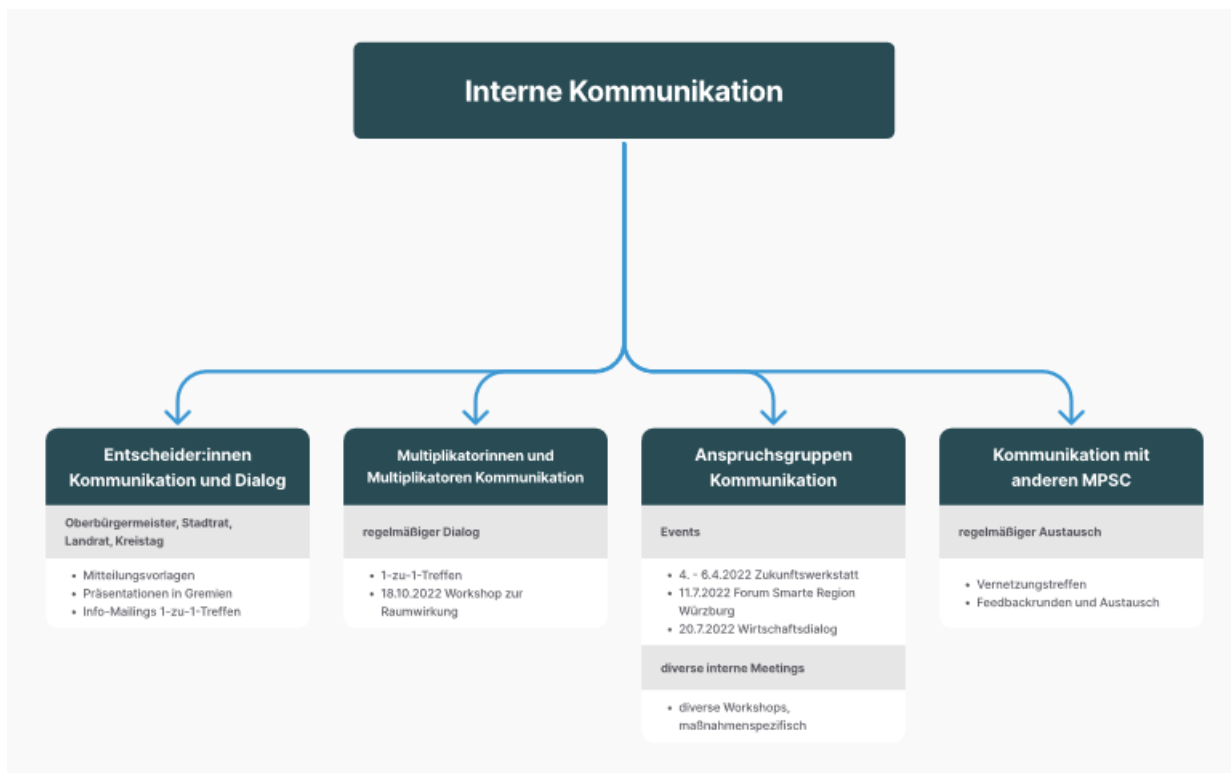 Interne Kommunikation
Entscheider:innen
Kommunikation und Dialog
Oberbürgermeister, Stadtrat,
Landrat, Kreistag
• Mitteilungsvorlagen
• Präsentationen in Gremien
• Info-Mailings 1-zu-1-Treffen
Multiplikatorinnen und
Multiplikatoren Kommunikation
regelmäßiger Dialog
• 1-zu-1-Treffen
• 18.10.2022 Workshop zur
Raumwirkung
Anspruchsgruppen
Kommunikation
Events
• 4. - 6.4.2022 Zukunftswerkstatt
• 11.7.2022 Forum Smarte Region
Würzburg
• 20.7.2022 Wirtschaftsdialog
diverse interne Meetings
• diverse Workshops,
maßnahmenspezifisch
Kommunikation mit
anderen MPSC
regelmäßiger Austausch
• Vernetzungstreffen
• Feedbackrunden und Austausch